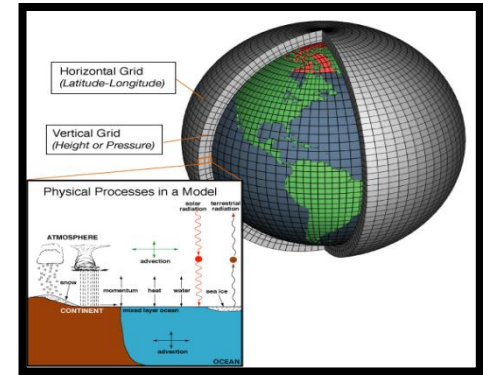 Horizontal Grid
(Latitude-Longitude)
Vertical Grid
(Height or Pressure)
Physical Processes in a Model
solar
radiation
terrestrial
radiation
ATMOSPHERE
advection
snow
momentum
heat
water
sea ice
CONTINENT
mixed layer ocean
advection
OCEAN